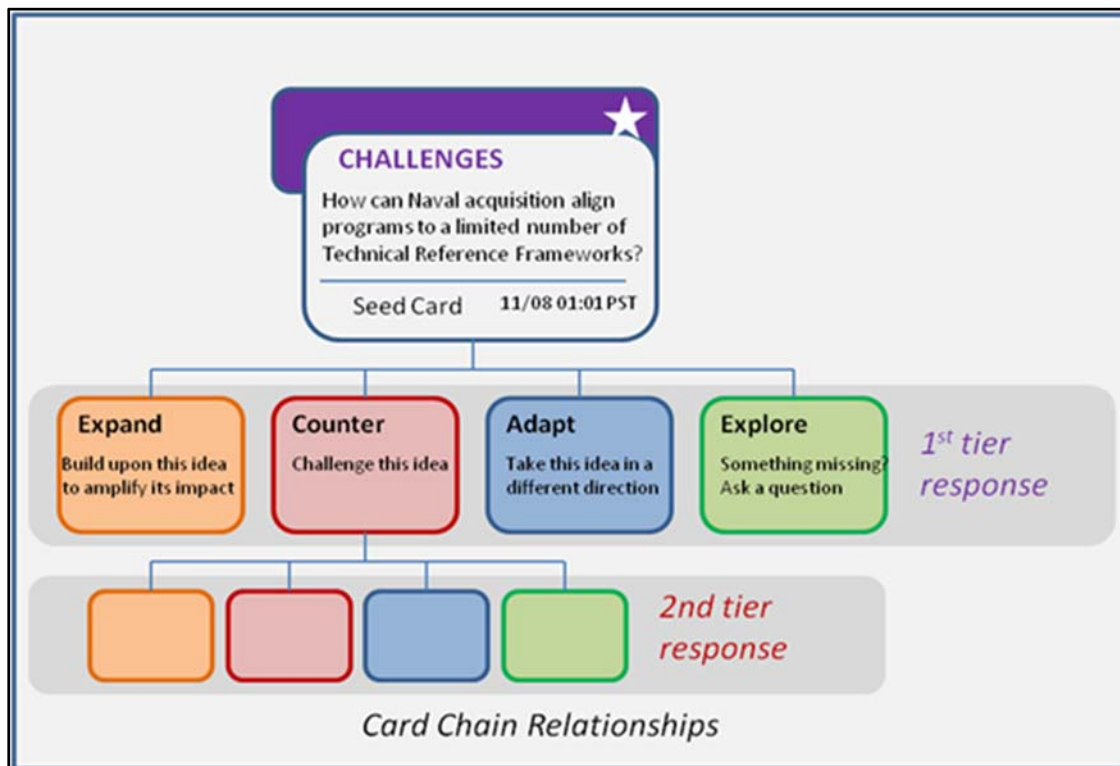 CHALLENGES
How can Naval acquisition align
programs to a limited number of
Technical Reference Frameworks?
Seed Card 11/08 01:01 PST
Expand
Build upon this idea
to amplify its impact
Counter
Challenge this idea
Adapt
Take this idea in a
different direction
Explore
Something missing?
Ask a question
1st tier
response
2nd tier
response
Card Chain Relationships